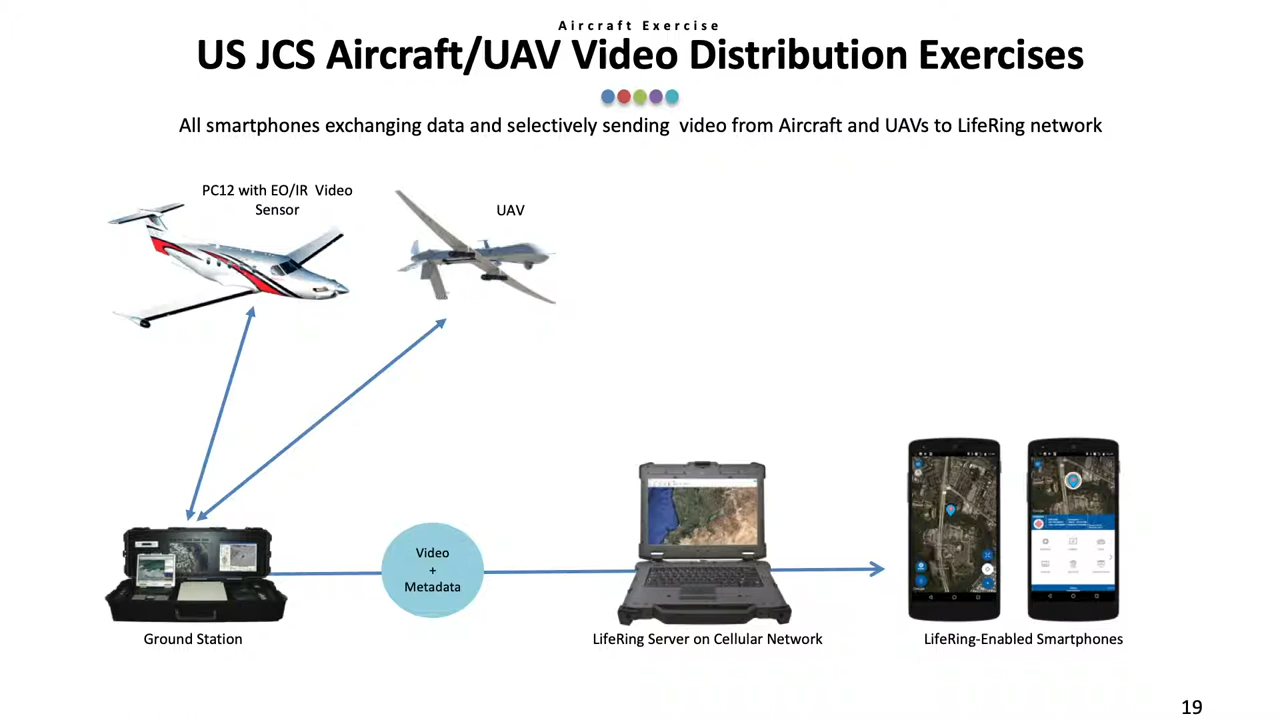 Aircraft Exercise
US JCS Aircraft/UAV Video Distribution Exercises
All smartphones exchanging data and selectively sending video from Aircraft and UAVs to LifeRing network
PC12 with EO/IR Video
Sensor
UAV
Video
+
Metadata
Ground Station
LifeRing Server on Cellular Network
LifeRing-Enabled Smartphones
19